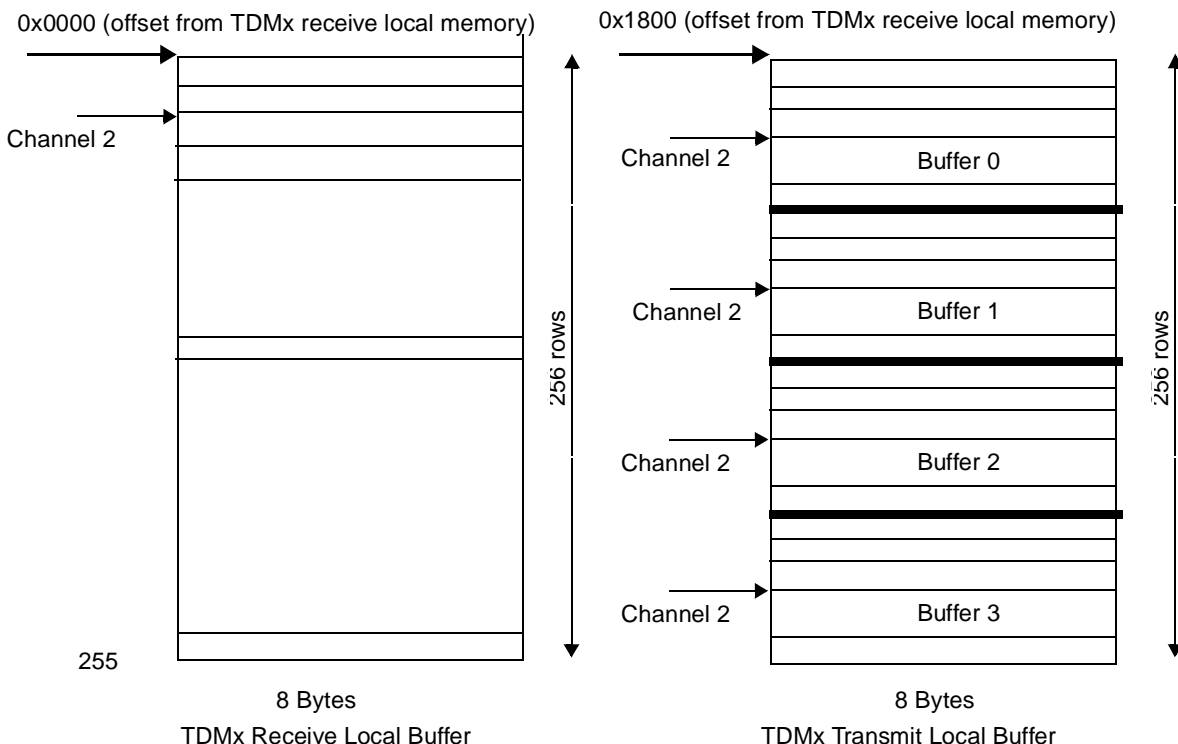 0x0000 (offset from TDMx receive local memory)
Channel 2
256 rows
255
8 Bytes
TDMx Receive Local Buffer
0x1800 (offset from TDMx receive local memory)
Channel 2
Buffer 0
Channel 2
Buffer 1
Channel 2
Buffer 2
Channel 2
Buffer 3
256 rows
8 Bytes
TDMx Transmit Local Buffer